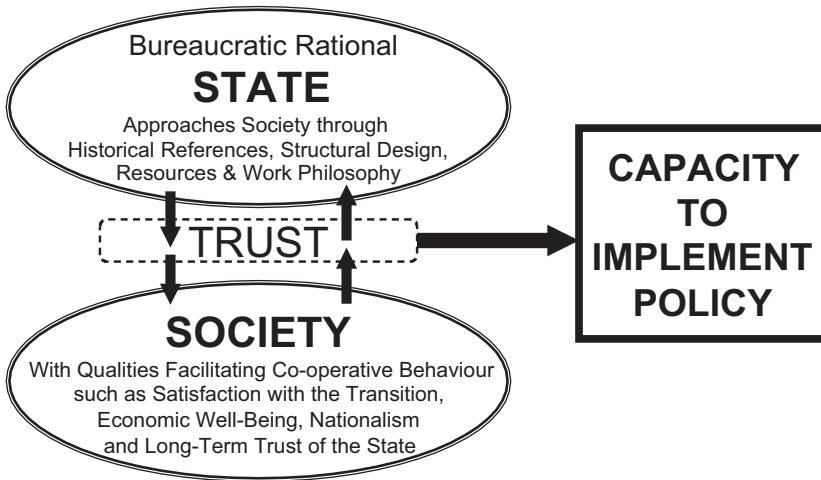 Bureaucratic Rational
STATE
Approaches Society through
Historical References, Structural Design,
Resources & Work Philosophy
TRUST
SOCIETY
With Qualities Facilitating Co-operative Behaviour
such as Satisfaction with the Transition,
Economic Well-Being, Nationalism
and Long-Term Trust of the State
CAPACITY
TO
IMPLEMENT
POLICY